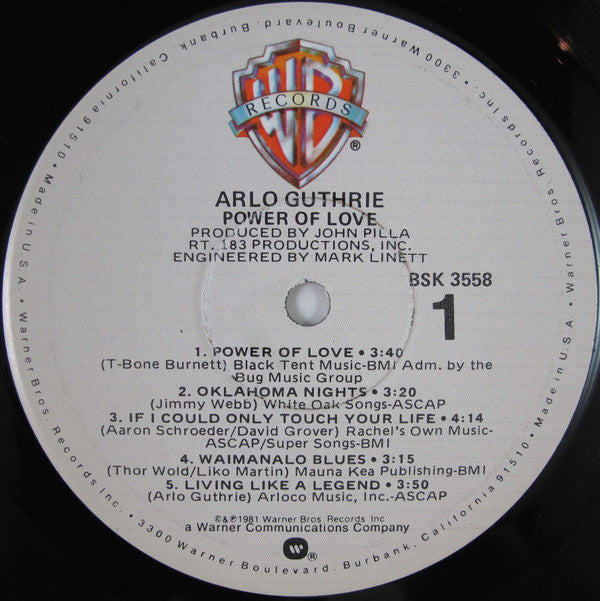 WB
RECORDS
®
ARLO GUTHRIE
POWER OF LOVE
PRODUCED BY JOHN PILLA
RT. 183 PRODUCTIONS, INC.
ENGINEERED BY MARK LINETT
BSK 3558
1
1. POWER OF LOVE • 3:40
(T-Bone Burnett) Black Tent Music-BMI Adm. by the
Bug Music Group
2. OKLAHOMA NIGHTS • 3:20
(Jimmy Webb) White Oak Songs-ASCAP
3. IF I COULD ONLY TOUCH YOUR LIFE • 4:14
(Aaron Schroeder/David Grover) Rachel's Own Music-
ASCAP/Super Songs-BMI
4. WAIMANALO BLUES • 3:15
(Thor Wold/Liko Martin) Mauna Kea Publishing-BMI
5. LIVING LIKE A LEGEND • 3:50
(Arlo Guthrie) Arloco Music, Inc.-ASCAP
©&℗1981 Warner Bros. Records Inc.
a Warner Communications Company
®
Warner Bros. Records Inc. • 3300 Warner Boulevard, Burbank, California 91510 • Made in U.S.A. • Warner Bros. Records Inc. • 3300 Warner Boulevard, Burbank, California 91510 • Made in U.S.A. •